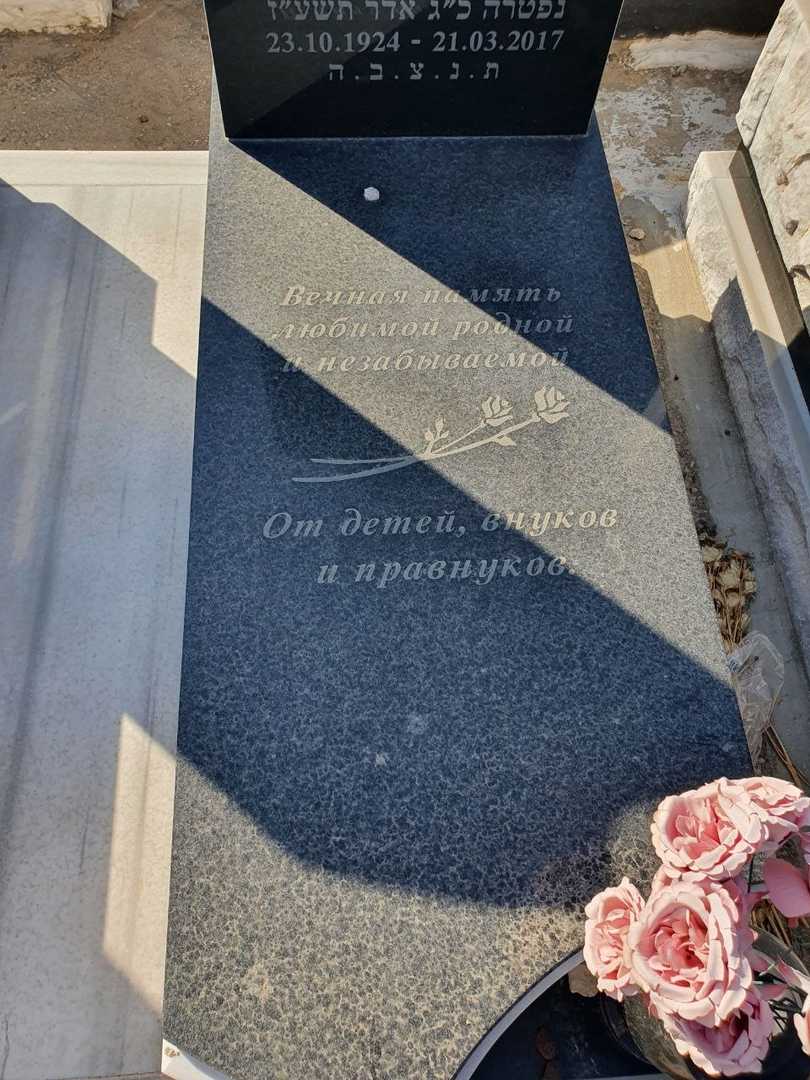 נפטרה כ"ג אדר תשע"ז
23.10.1924 - 21.03.2017
ת.נ.צ.ב.ה
Вечная память
любимой родной
и незабываемой
От детей, внуков
и правнуков.